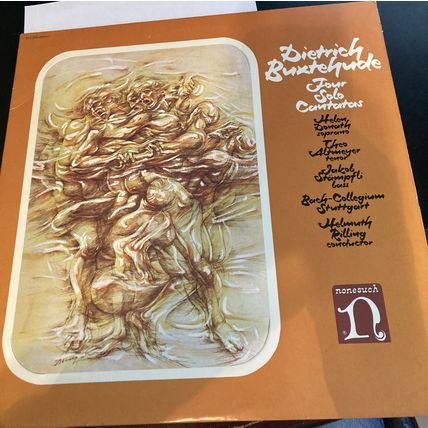 Dietrich
Buxtehude
Four
Solo
Cantatas
Helen
Donath
soprano
Theo
Altmeyer
tenor
Jakob
Stämpfli
bass
Bach-Collegium
Stuttgart
Helmuth
Rilling
conductor
nonesuch
n